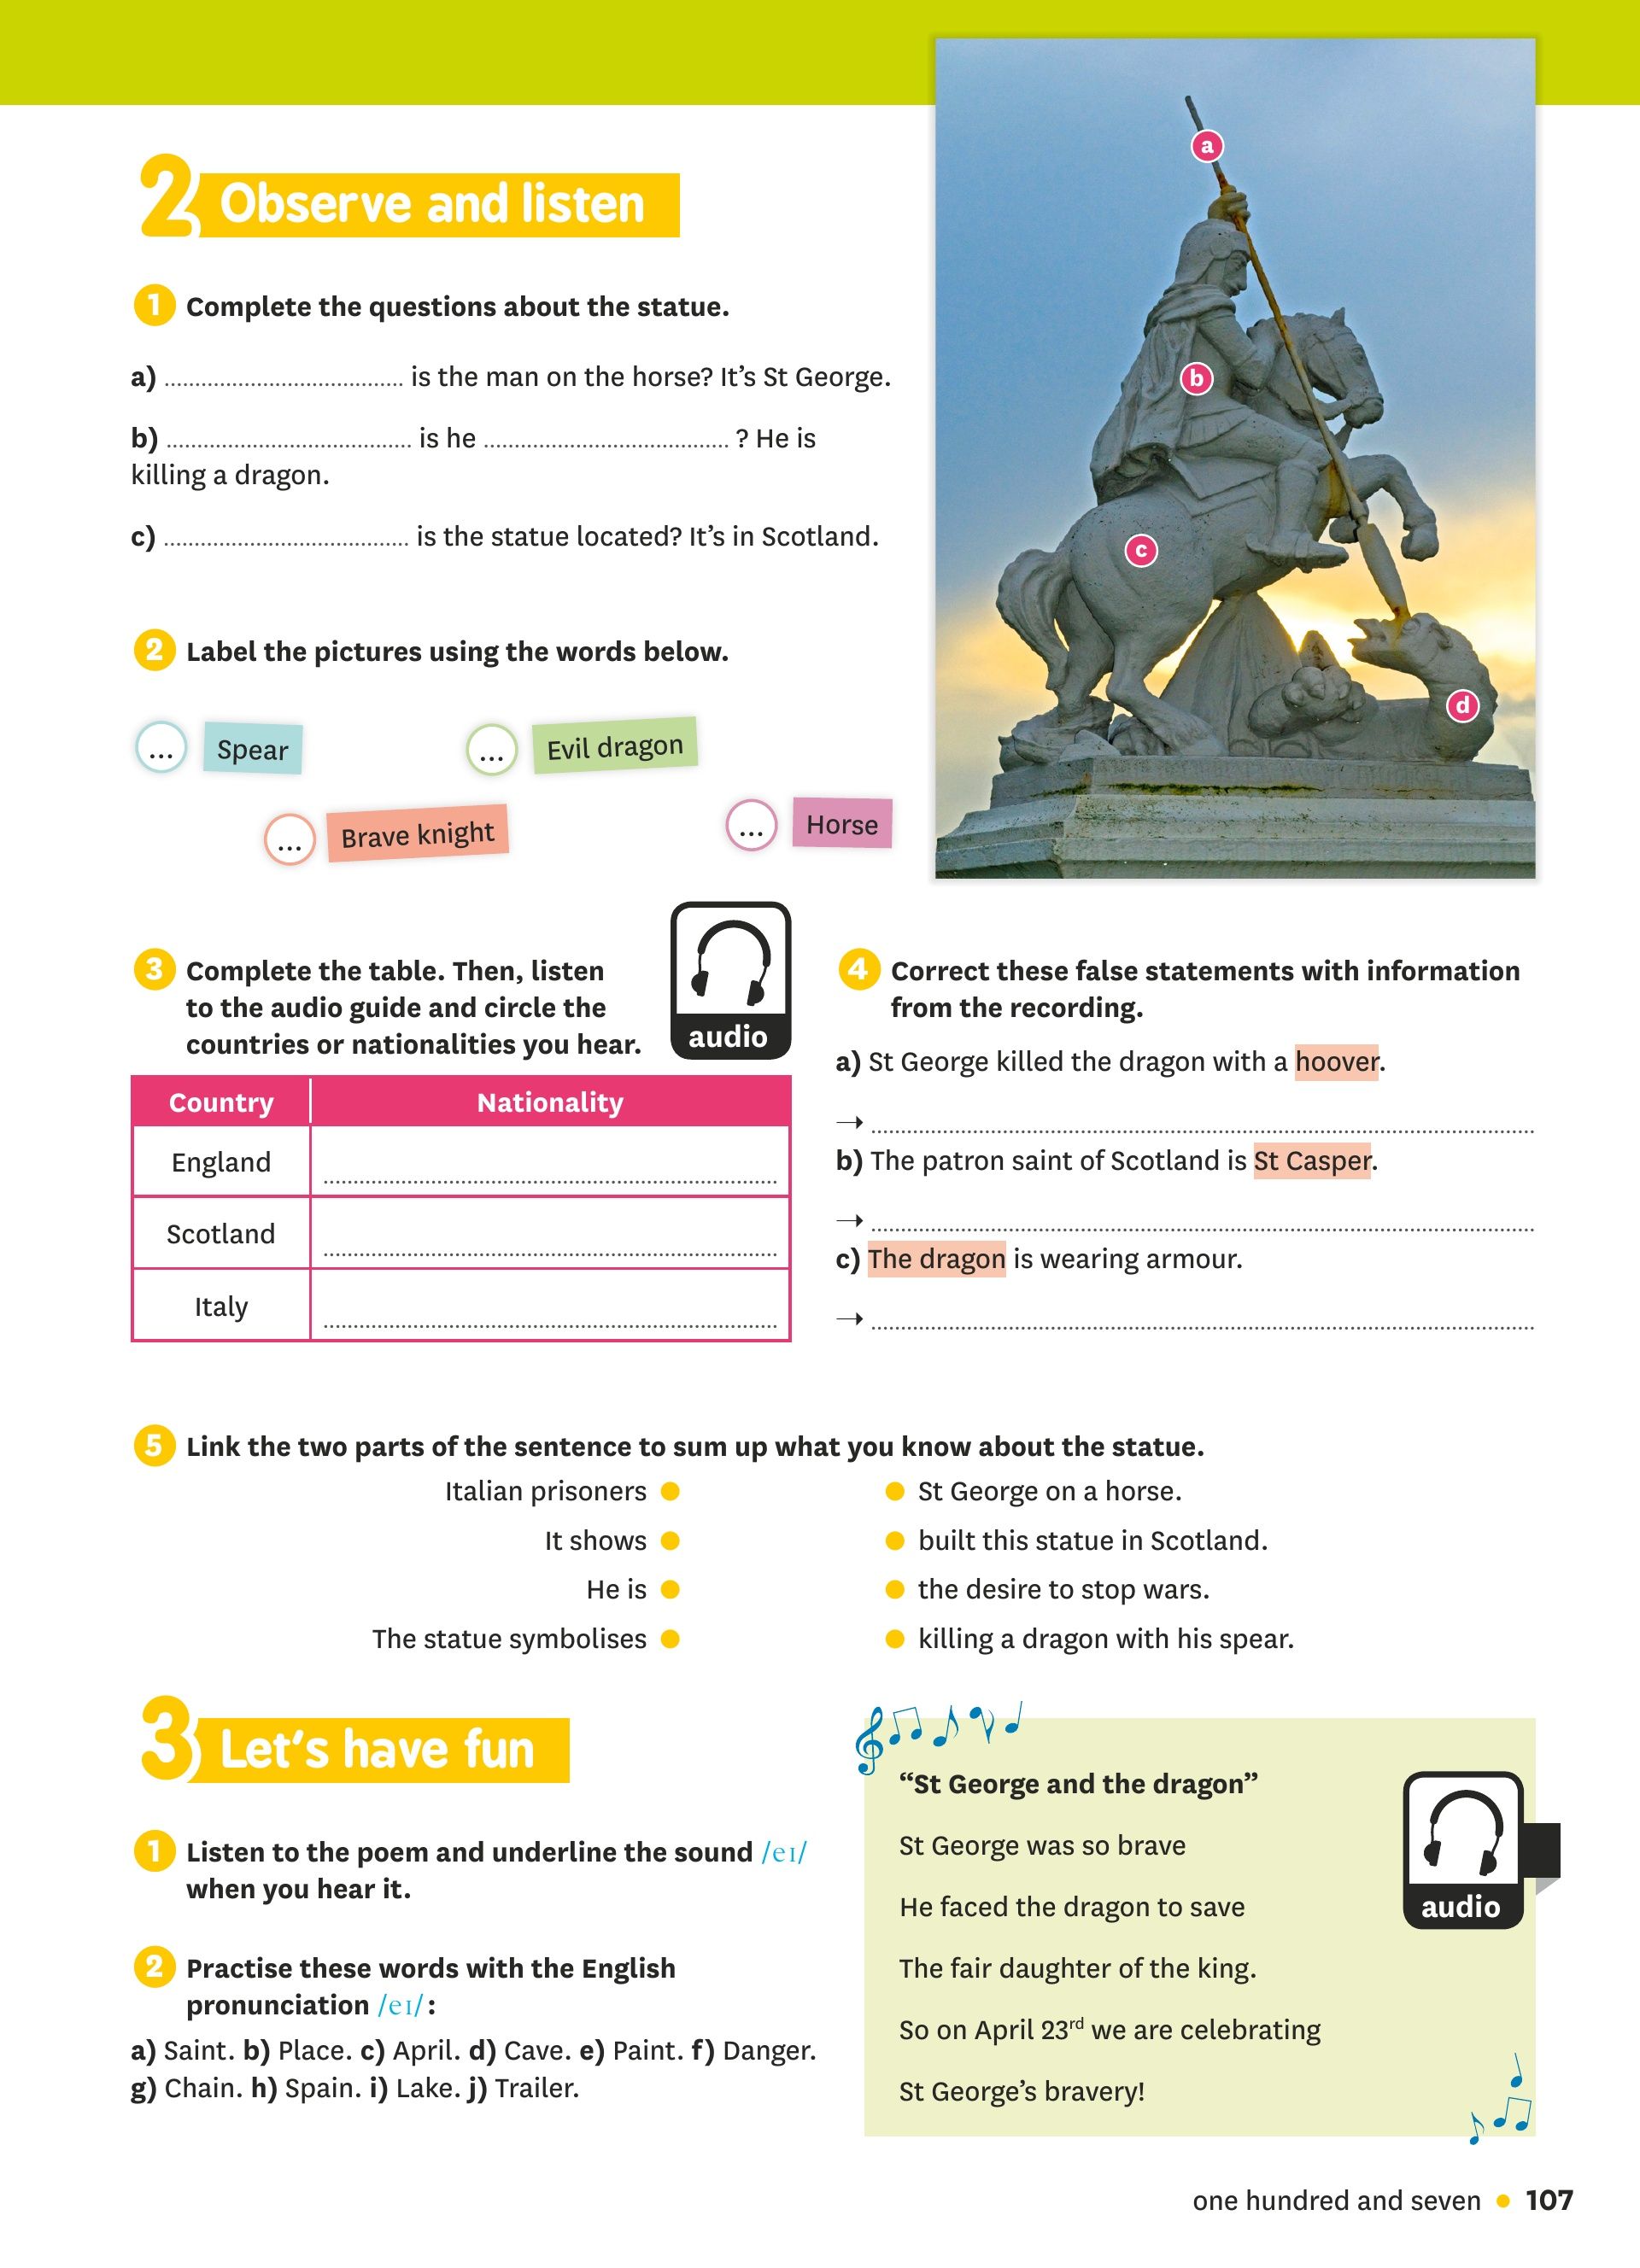 2 Observe and listen
1 Complete the questions about the statue.
a) ..................................... is the man on the horse? It's St George.
b) ..................................... is he ..................................... ? He is
killing a dragon.
c) ..................................... is the statue located? It's in Scotland.
a
b
c
d
2 Label the pictures using the words below.
... Spear
... Evil dragon
... Brave knight
... Horse
3 Complete the table. Then, listen
to the audio guide and circle the
countries or nationalities you hear.
audio
Country Nationality
England .....................................
Scotland .....................................
Italy .....................................
4 Correct these false statements with information
from the recording.
a) St George killed the dragon with a hoover.
→ .....................................
b) The patron saint of Scotland is St Casper.
→ .....................................
c) The dragon is wearing armour.
→ .....................................
5 Link the two parts of the sentence to sum up what you know about the statue.
Italian prisoners ● ● St George on a horse.
It shows ● ● built this statue in Scotland.
He is ● ● the desire to stop wars.
The statue symbolises ● ● killing a dragon with his spear.
3 Let's have fun
1 Listen to the poem and underline the sound /eɪ/
when you hear it.
2 Practise these words with the English
pronunciation /eɪ/ :
a) Saint. b) Place. c) April. d) Cave. e) Paint. f) Danger.
g) Chain. h) Spain. i) Lake. j) Trailer.
"St George and the dragon"
St George was so brave
He faced the dragon to save
The fair daughter of the king.
So on April 23rd we are celebrating
St George's bravery!
audio
one hundred and seven ● 107